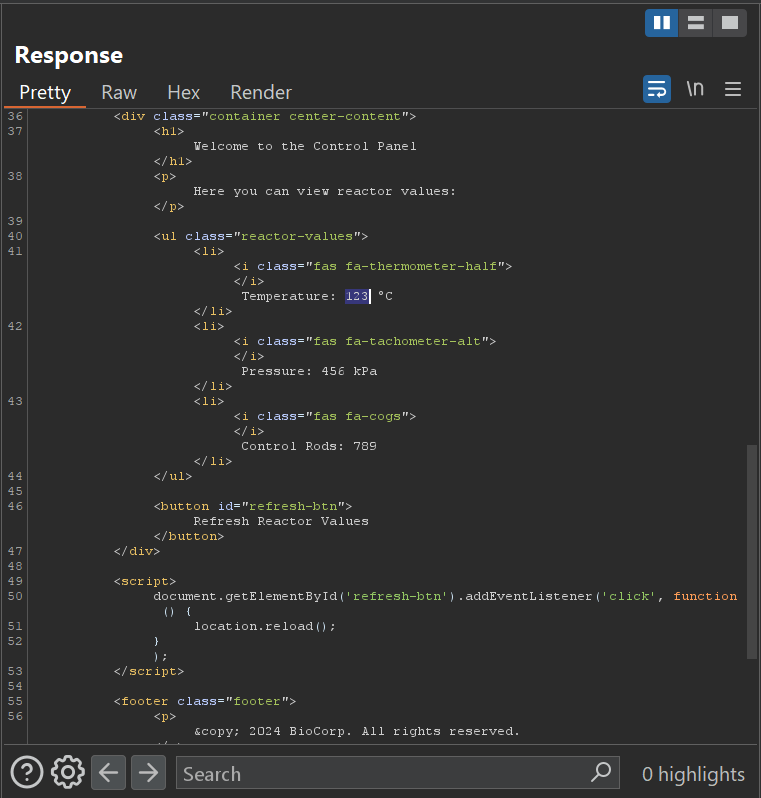 Response
Pretty Raw Hex Render \n
36 <div class="container center-content">
37 <h1>
Welcome to the Control Panel
</h1>
38 <p>
Here you can view reactor values:
</p>
39
40 <ul class="reactor-values">
41 <li>
<i class="fas fa-thermometer-half">
</i>
Temperature: 123 °C
</li>
42 <li>
<i class="fas fa-tachometer-alt">
</i>
Pressure: 456 kPa
</li>
43 <li>
<i class="fas fa-cogs">
</i>
Control Rods: 789
</li>
44 </ul>
45
46 <button id="refresh-btn">
Refresh Reactor Values
</button>
47 </div>
48
49 <script>
50 document.getElementById('refresh-btn').addEventListener('click', function
() {
51 location.reload();
52 }
);
53 </script>
54
55 <footer class="footer">
56 <p>
&copy; 2024 BioCorp. All rights reserved.
? Search 0 highlights